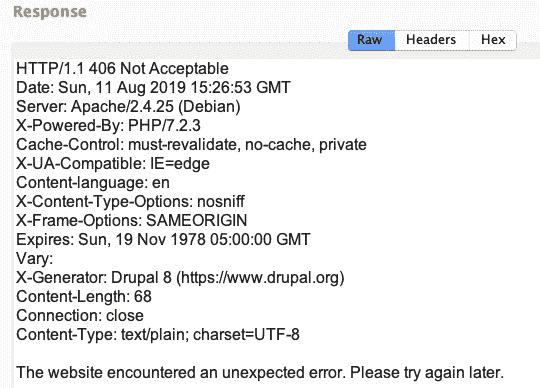 Response
Raw Headers Hex
HTTP/1.1 406 Not Acceptable
Date: Sun, 11 Aug 2019 15:26:53 GMT
Server: Apache/2.4.25 (Debian)
X-Powered-By: PHP/7.2.3
Cache-Control: must-revalidate, no-cache, private
X-UA-Compatible: IE=edge
Content-language: en
X-Content-Type-Options: nosniff
X-Frame-Options: SAMEORIGIN
Expires: Sun, 19 Nov 1978 05:00:00 GMT
Vary:
X-Generator: Drupal 8 (https://www.drupal.org)
Content-Length: 68
Connection: close
Content-Type: text/plain; charset=UTF-8

The website encountered an unexpected error. Please try again later.